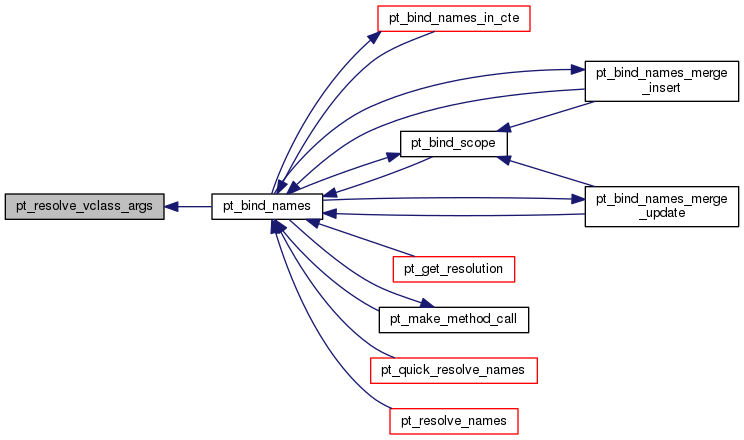 pt_bind_names_in_cte
pt_bind_names_merge
_insert
pt_bind_scope
pt_resolve_vclass_args
pt_bind_names
pt_bind_names_merge
_update
pt_get_resolution
pt_make_method_call
pt_quick_resolve_names
pt_resolve_names